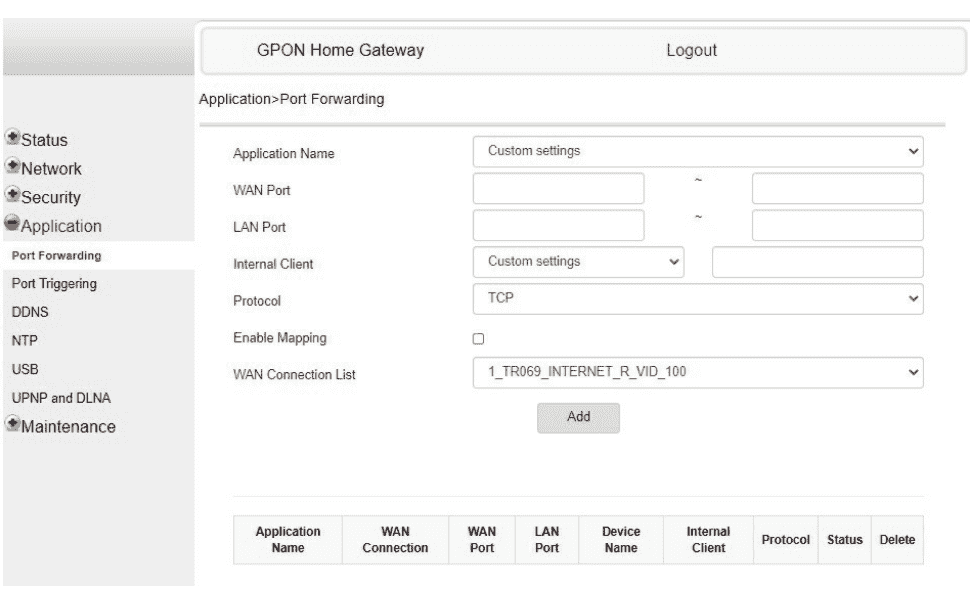 GPON Home Gateway Logout
Application>Port Forwarding
Status
Network
Security
Application
Port Forwarding
Port Triggering
DDNS
NTP
USB
UPNP and DLNA
Maintenance
Application Name Custom settings
WAN Port ~
LAN Port ~
Internal Client Custom settings
Protocol TCP
Enable Mapping
WAN Connection List 1_TR069_INTERNET_R_VID_100
Add
Application Name WAN Connection WAN Port LAN Port Device Name Internal Client Protocol Status Delete